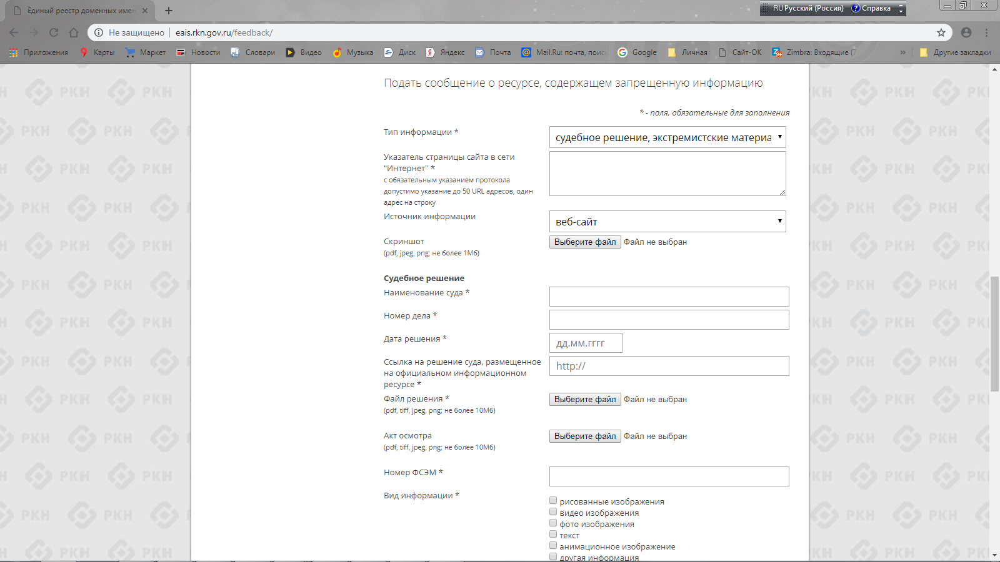 Единый реестр доменных имен
RU Русский (Россия) Справка
Не защищено eais.rkn.gov.ru/feedback/
Приложения Карты Маркет Новости Словари Видео Музыка Диск Яндекс Почта Mail.Ru: почта, поис Google Личная Сайт-ОК Zimbra: Входящие (7 » Другие закладки
Подать сообщение о ресурсе, содержащем запрещенную информацию
* - поля, обязательные для заполнения
Тип информации * судебное решение, экстремистские материа
Указатель страницы сайта в сети
"Интернет" *
с обязательным указанием протокола
допустимо указание до 50 URL адресов, один
адрес на строку
Источник информации веб-сайт
Скриншот Выберите файл Файл не выбран
(pdf, jpeg, png; не более 1Мб)
Судебное решение
Наименование суда *
Номер дела *
Дата решения * дд.мм.гггг
Ссылка на решение суда, размещенное http://
на официальном информационном
ресурсе *
Файл решения * Выберите файл Файл не выбран
(pdf, tiff, jpeg, png; не более 10Мб)
Акт осмотра Выберите файл Файл не выбран
(pdf, tiff, jpeg, png; не более 10Мб)
Номер ФСЭМ *
Вид информации *
рисованные изображения
видео изображения
фото изображения
текст
анимационное изображение
другая информация
РКН